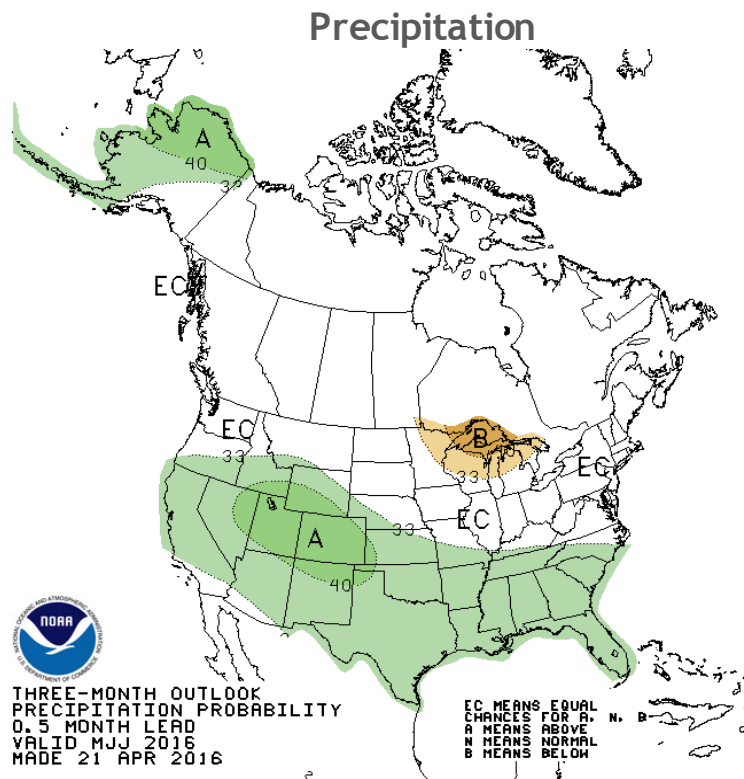 Precipitation
A
40
33
EC
EC
33
B
33
EC
EC
33
A
40
NATIONAL OCEANIC AND ATMOSPHERIC ADMINISTRATION
NOAA
U.S. DEPARTMENT OF COMMERCE
THREE-MONTH OUTLOOK
PRECIPITATION PROBABILITY
0.5 MONTH LEAD
VALID MJJ 2016
MADE 21 APR 2016
EC MEANS EQUAL
CHANCES FOR A, N, B
A MEANS ABOVE
N MEANS NORMAL
B MEANS BELOW